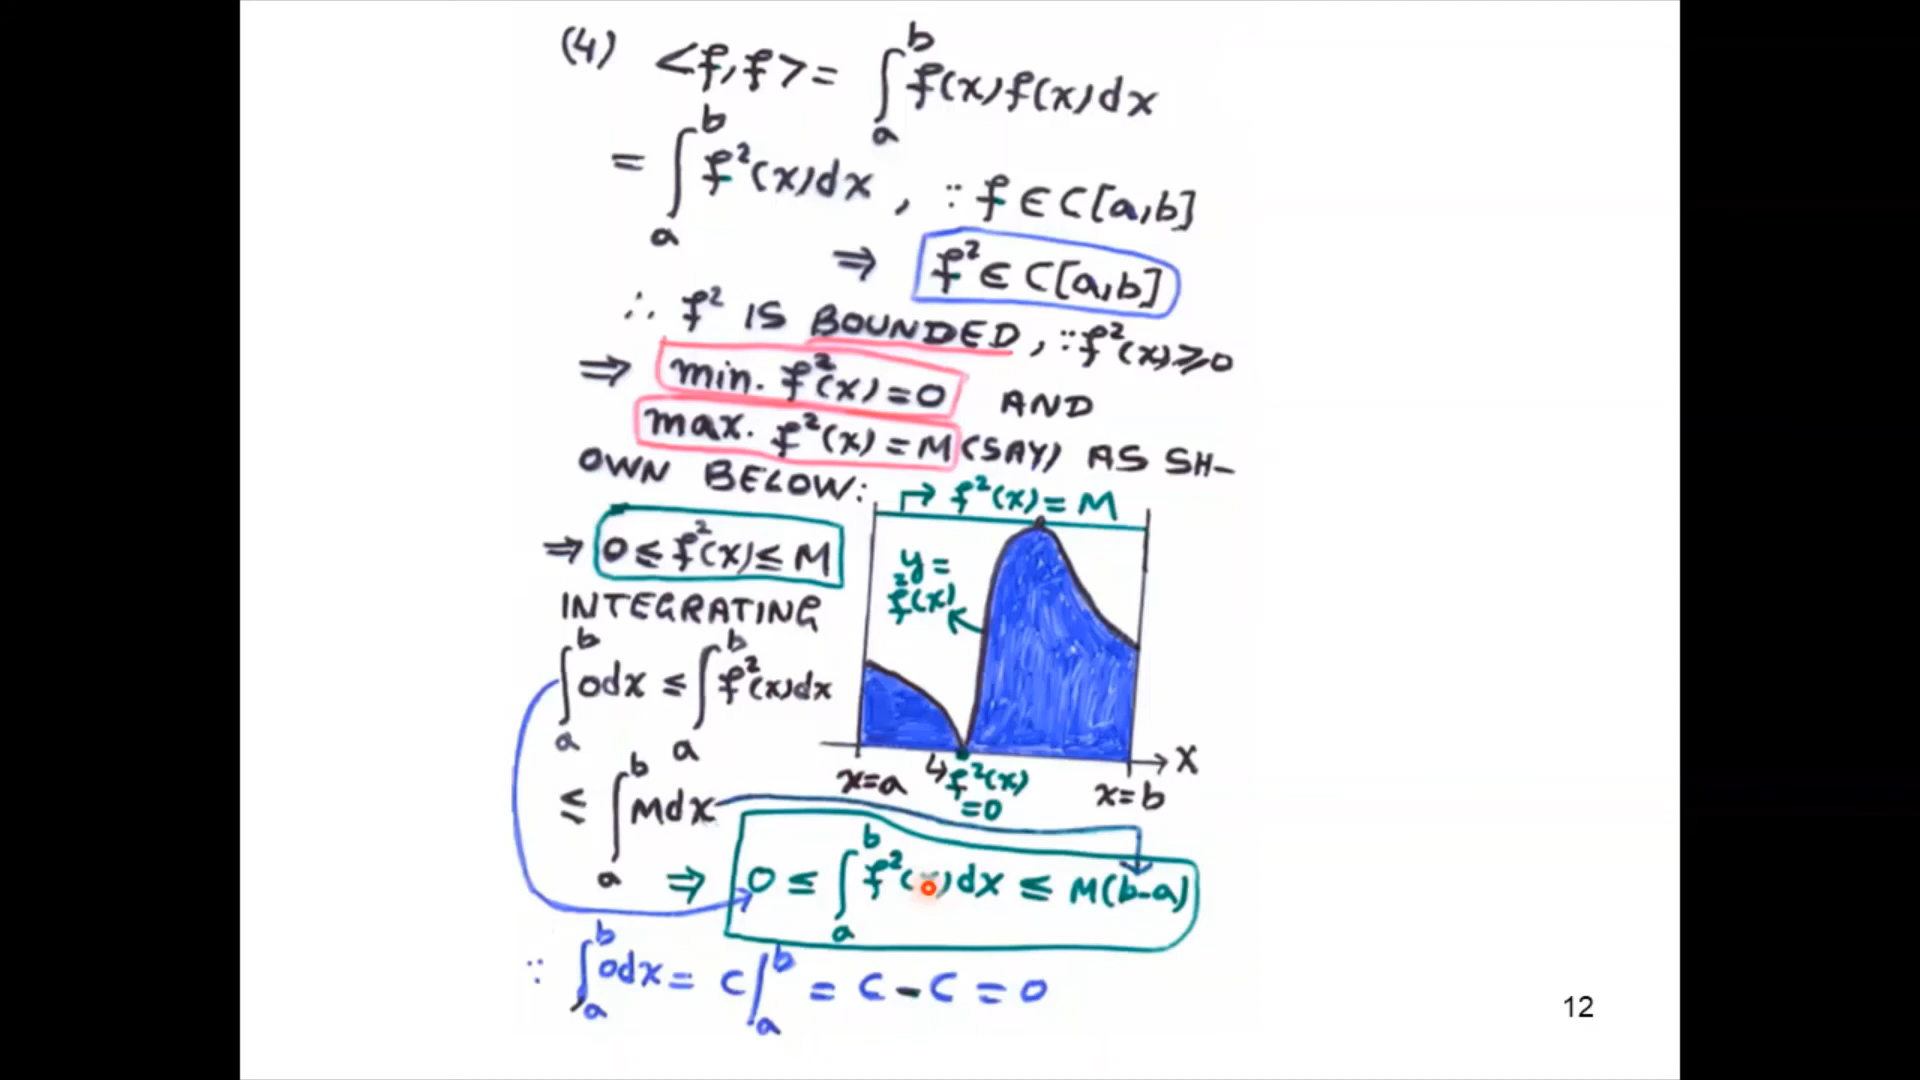 (4) <f,f> = ∫_a^b f(x)f(x)dx
= ∫_a^b f²(x)dx, ∵ f ∈ C[a,b]
⇒ f² ∈ C[a,b]
∴ f² IS BOUNDED, ∵ f²(x) ≥ 0
⇒ min. f²(x) = 0 AND
max. f²(x) = M (SAY) AS SH-
OWN BELOW:
↱ f²(x) = M
⇒ 0 ≤ f²(x) ≤ M
y =
f²(x)
INTEGRATING
∫_a^b 0dx ≤ ∫_a^b f²(x)dx
x=a
↳ f²(x)
=0
x=b
X
≤ ∫_a^b Mdx
⇒ 0 ≤ ∫_a^b f²(x)dx ≤ M(b-a)
∵ ∫_a^b 0dx = C|_a^b = C - C = 0
12